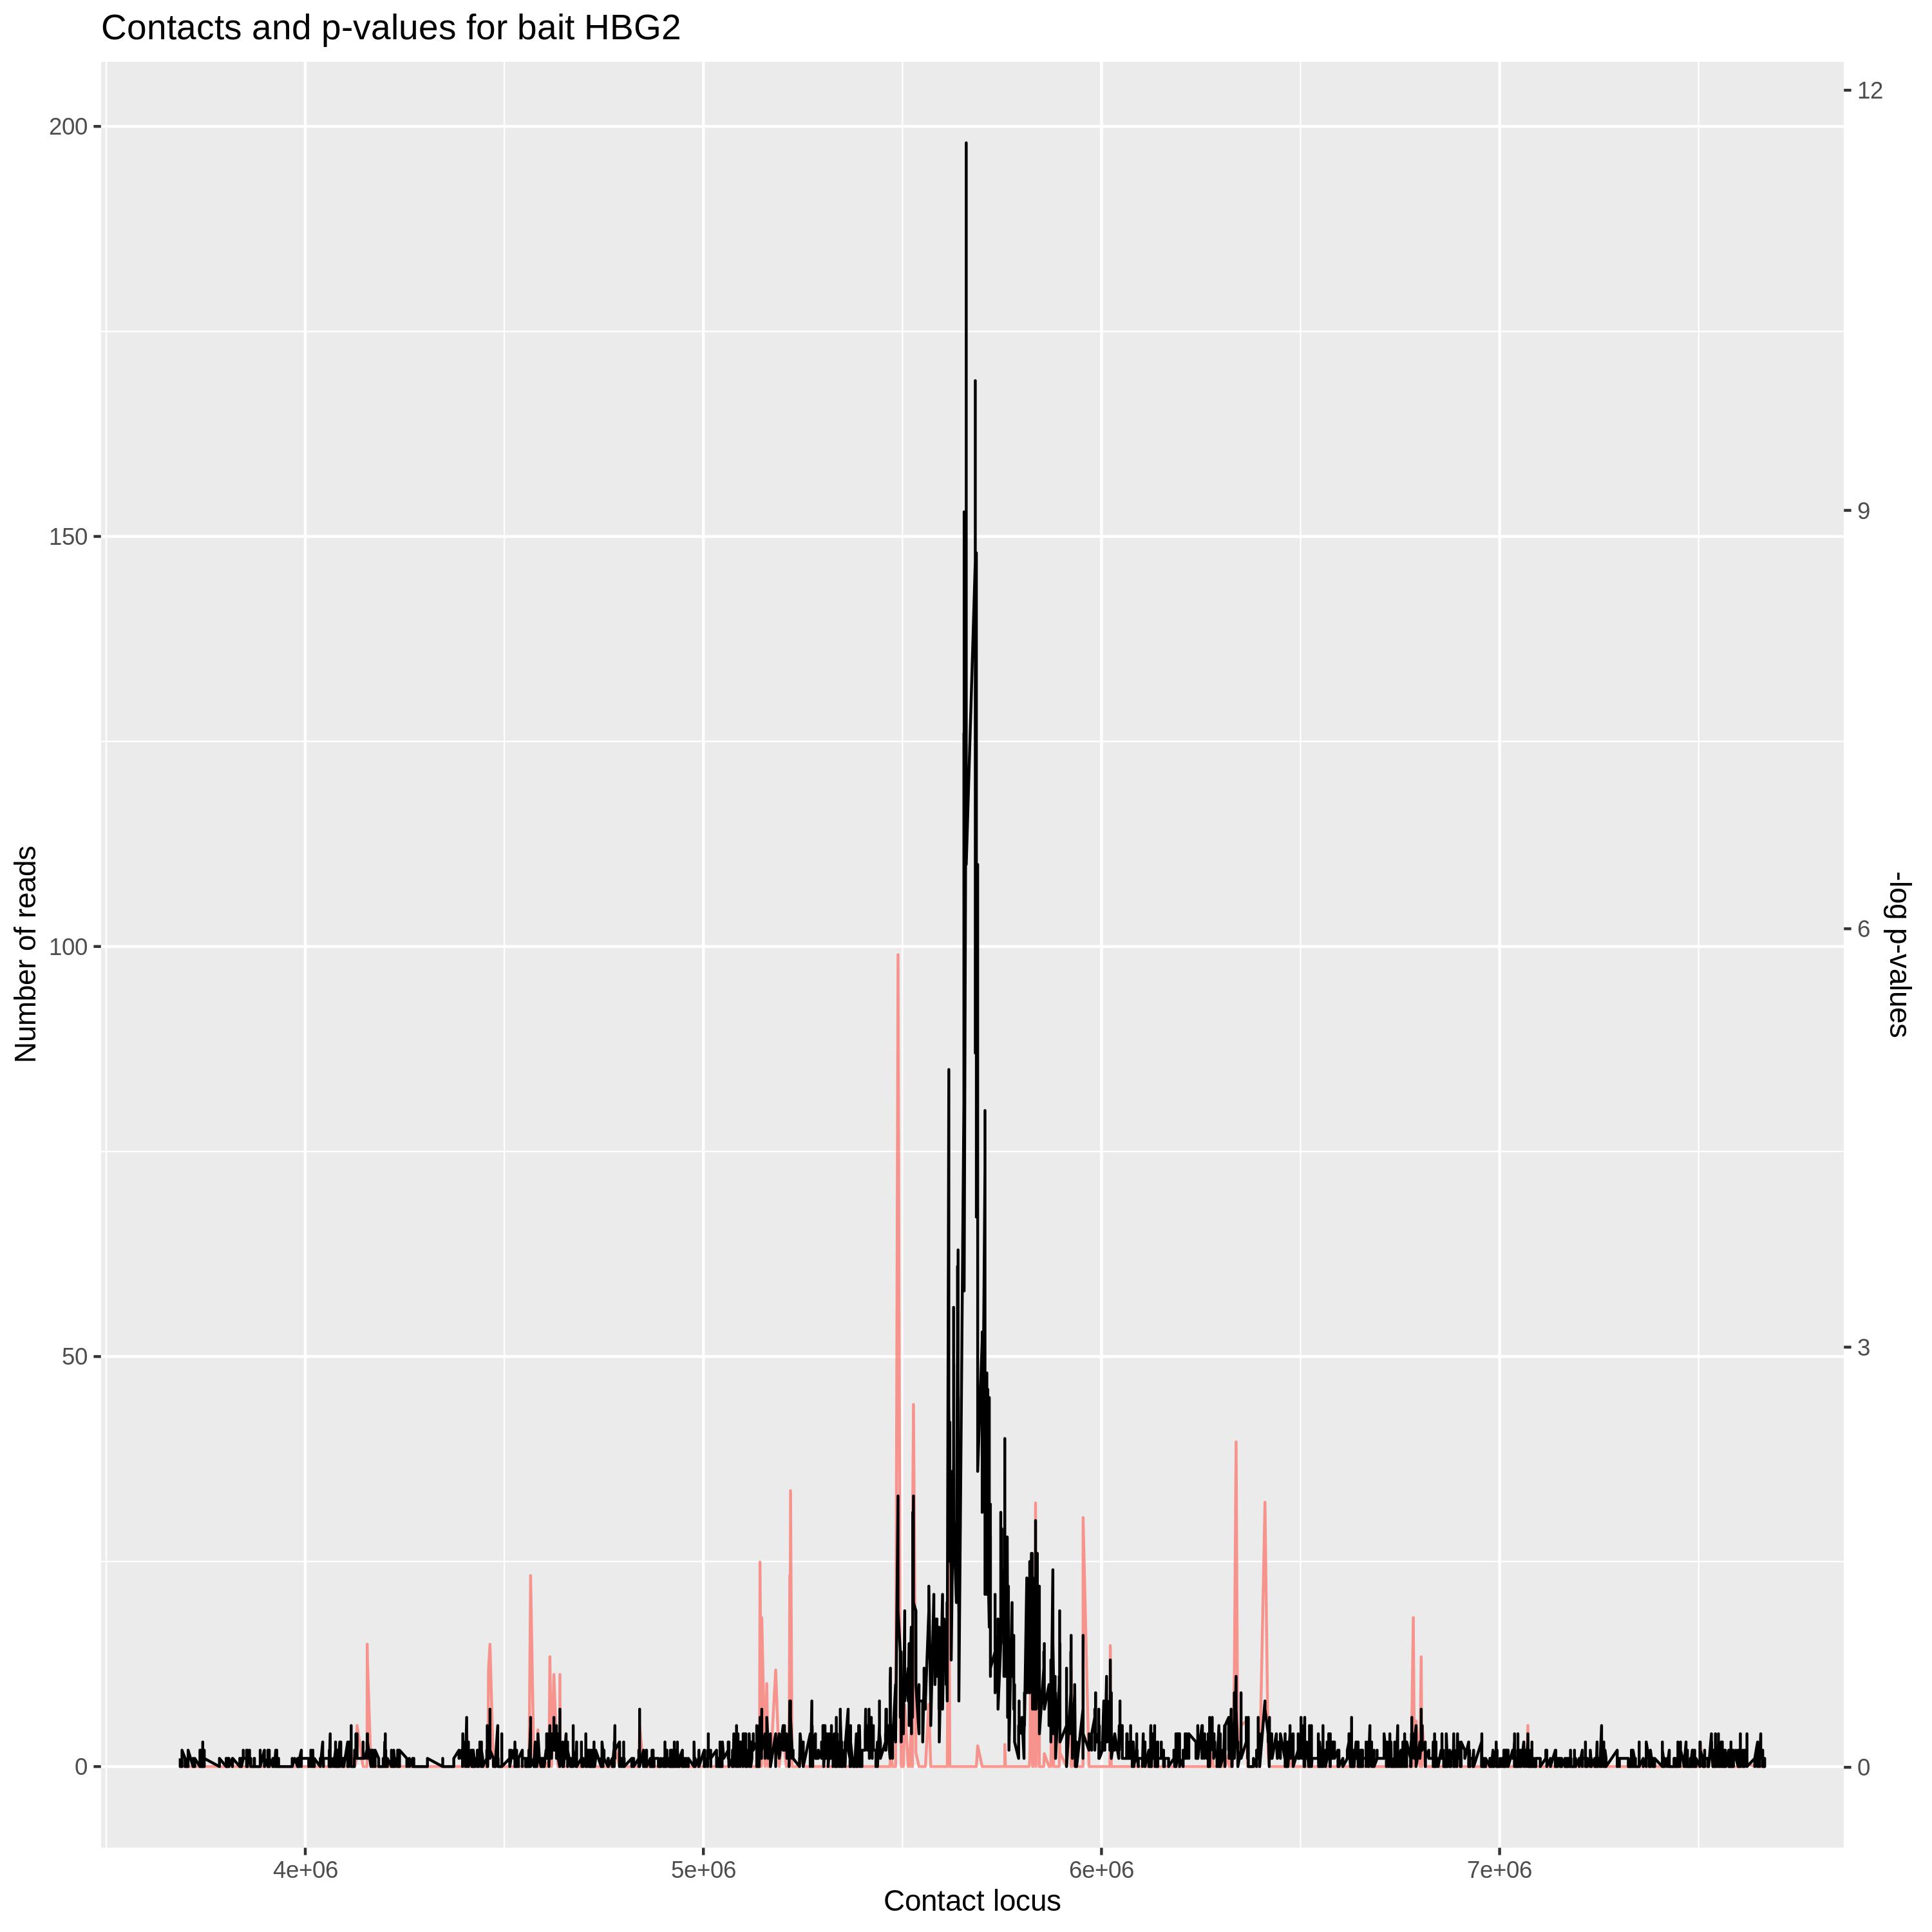 Contacts and p-values for bait HBG2
Number of reads
200
150
100
50
0
12
9
6
3
0
-log p-values
4e+06 5e+06 6e+06 7e+06
Contact locus